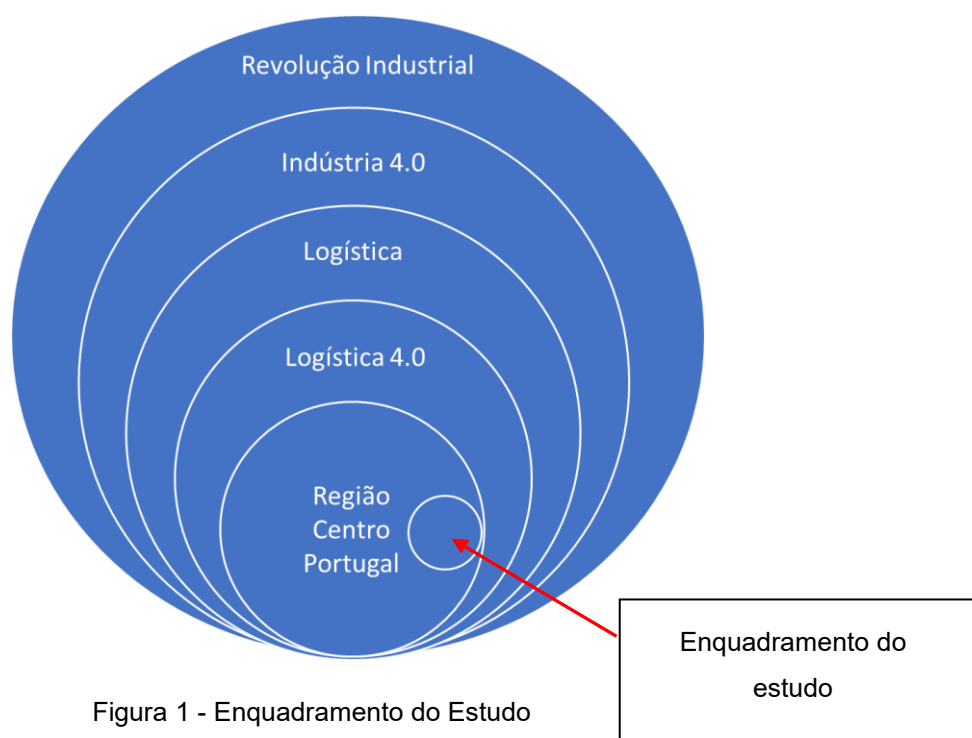 Revolução Industrial
Indústria 4.0
Logística
Logística 4.0
Região
Centro
Portugal
Enquadramento do
estudo
Figura 1 - Enquadramento do Estudo